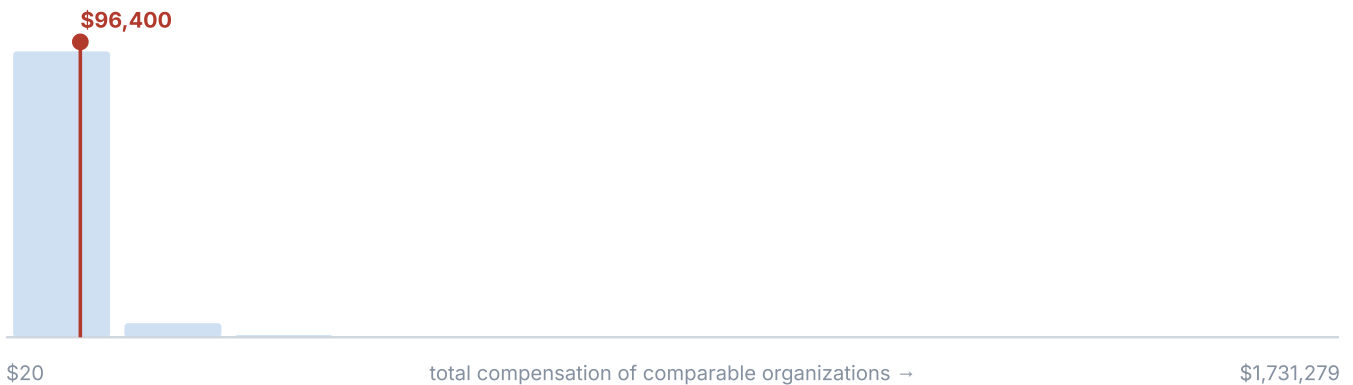 $96,400
$20
total compensation of comparable organizations →
$1,731,279